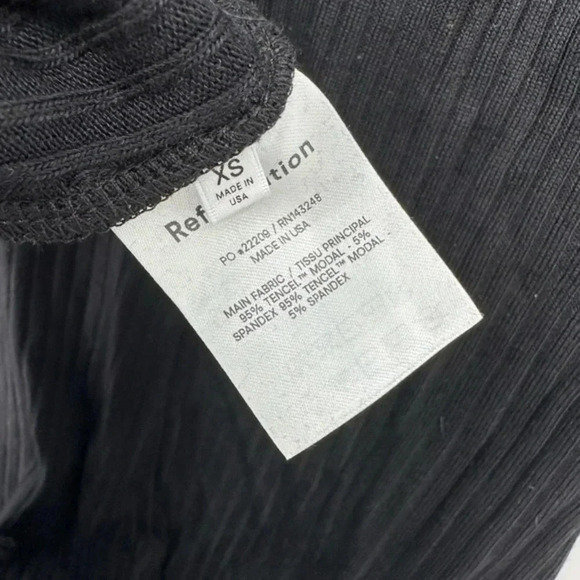 XS
MADE IN
USA
Ref tion
PO #22209 / RN143246
MADE IN USA
MAIN FABRIC / TISSU PRINCIPAL
95% TENCEL™ MODAL - 5%
SPANDEX 95% TENCEL™ MODAL -
5% SPANDEX